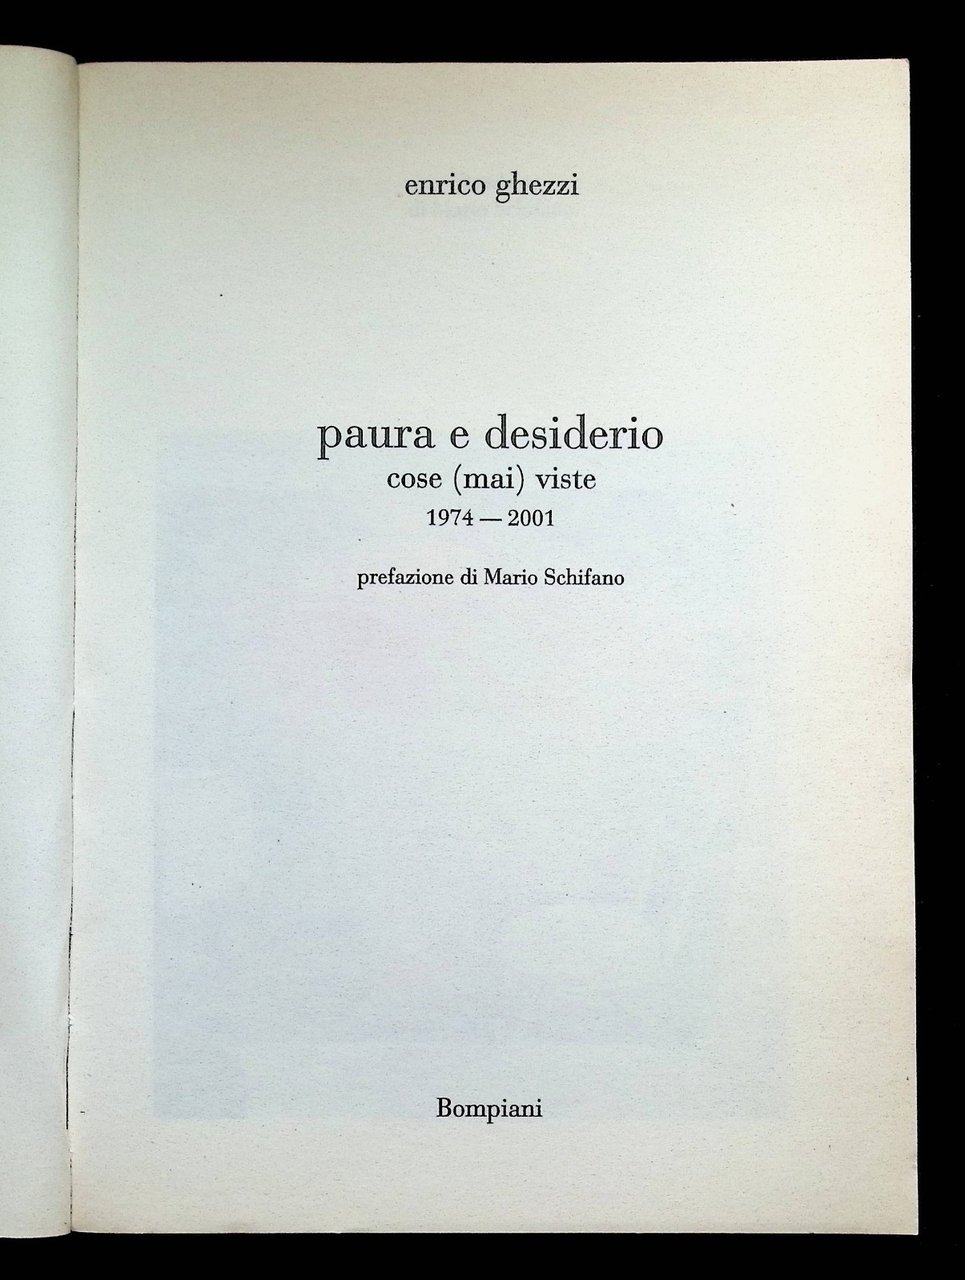 enrico ghezzi
paura e desiderio
cose (mai) viste
1974 — 2001
prefazione di Mario Schifano
Bompiani